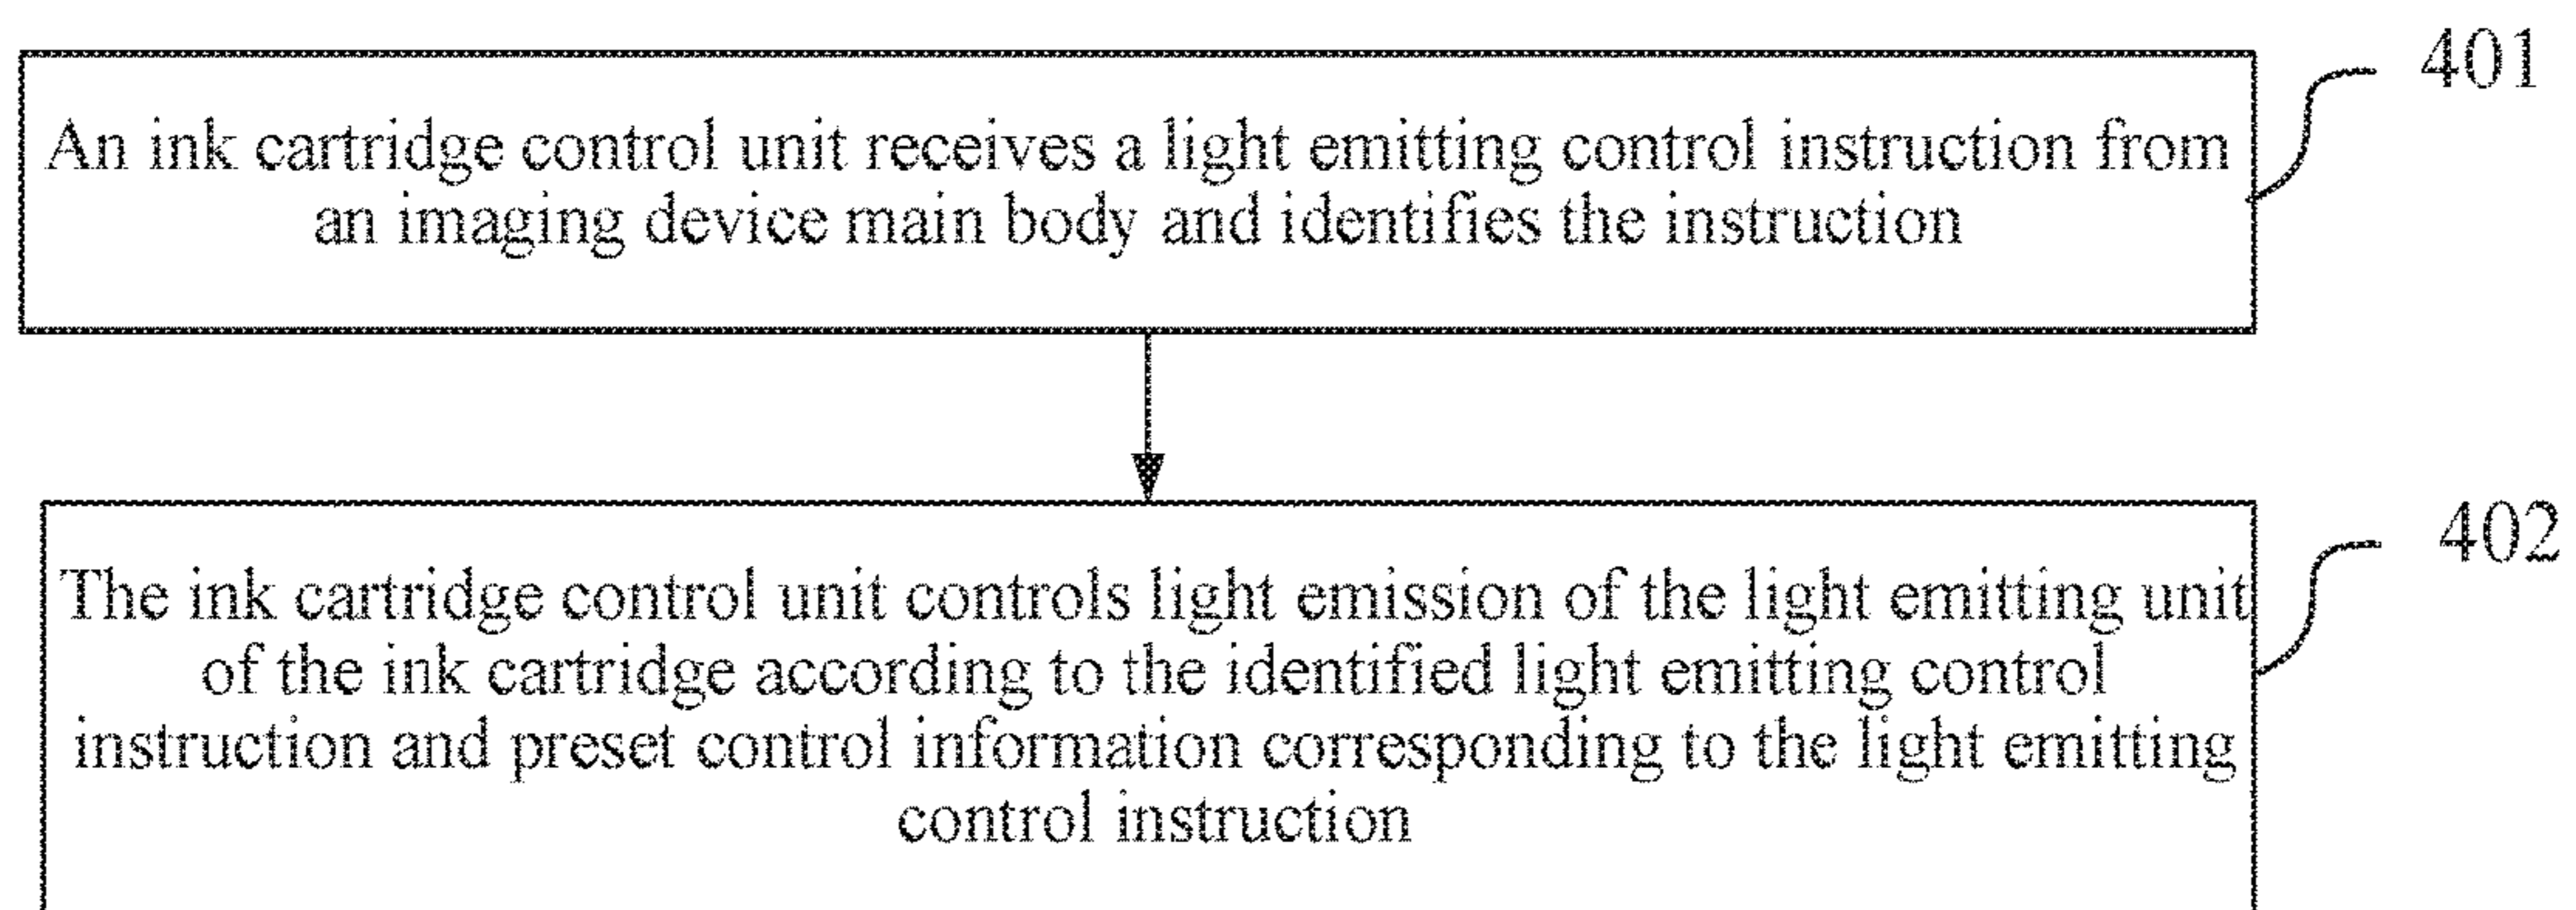 401
An ink cartridge control unit receives a light emitting control instruction from
an imaging device main body and identifies the instruction
402
The ink cartridge control unit controls light emission of the light emitting unit
of the ink cartridge according to the identified light emitting control
instruction and preset control information corresponding to the light emitting
control instruction